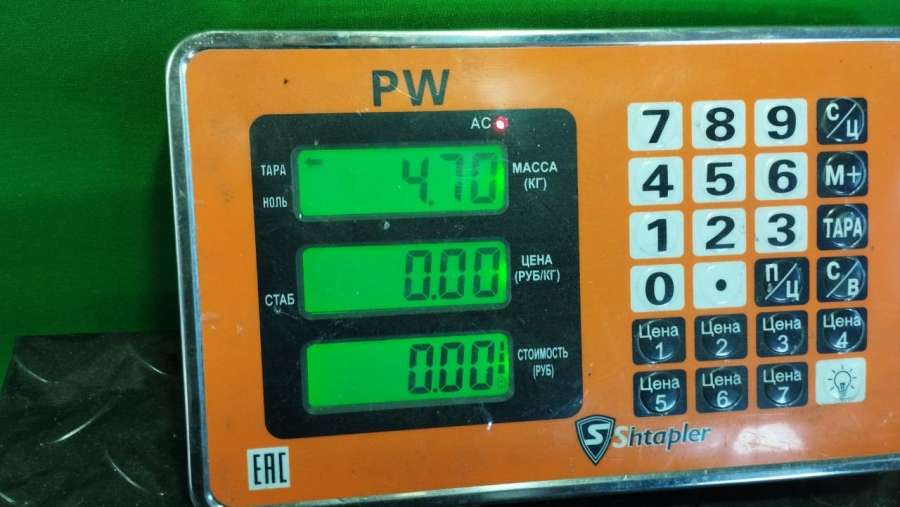 PW
AC
ТАРА
НОЛЬ
4.70
МАССА
(КГ)
СТАБ
0.00
ЦЕНА
(РУБ/КГ)
0.00
СТОИМОСТЬ
(РУБ)
7 8 9 С/Ц
4 5 6 М+
1 2 3 ТАРА
0 . П/Ц С/В
Цена 1 Цена 2 Цена 3 Цена 4
Цена 5 Цена 6 Цена 7
S Shtapler
EAC